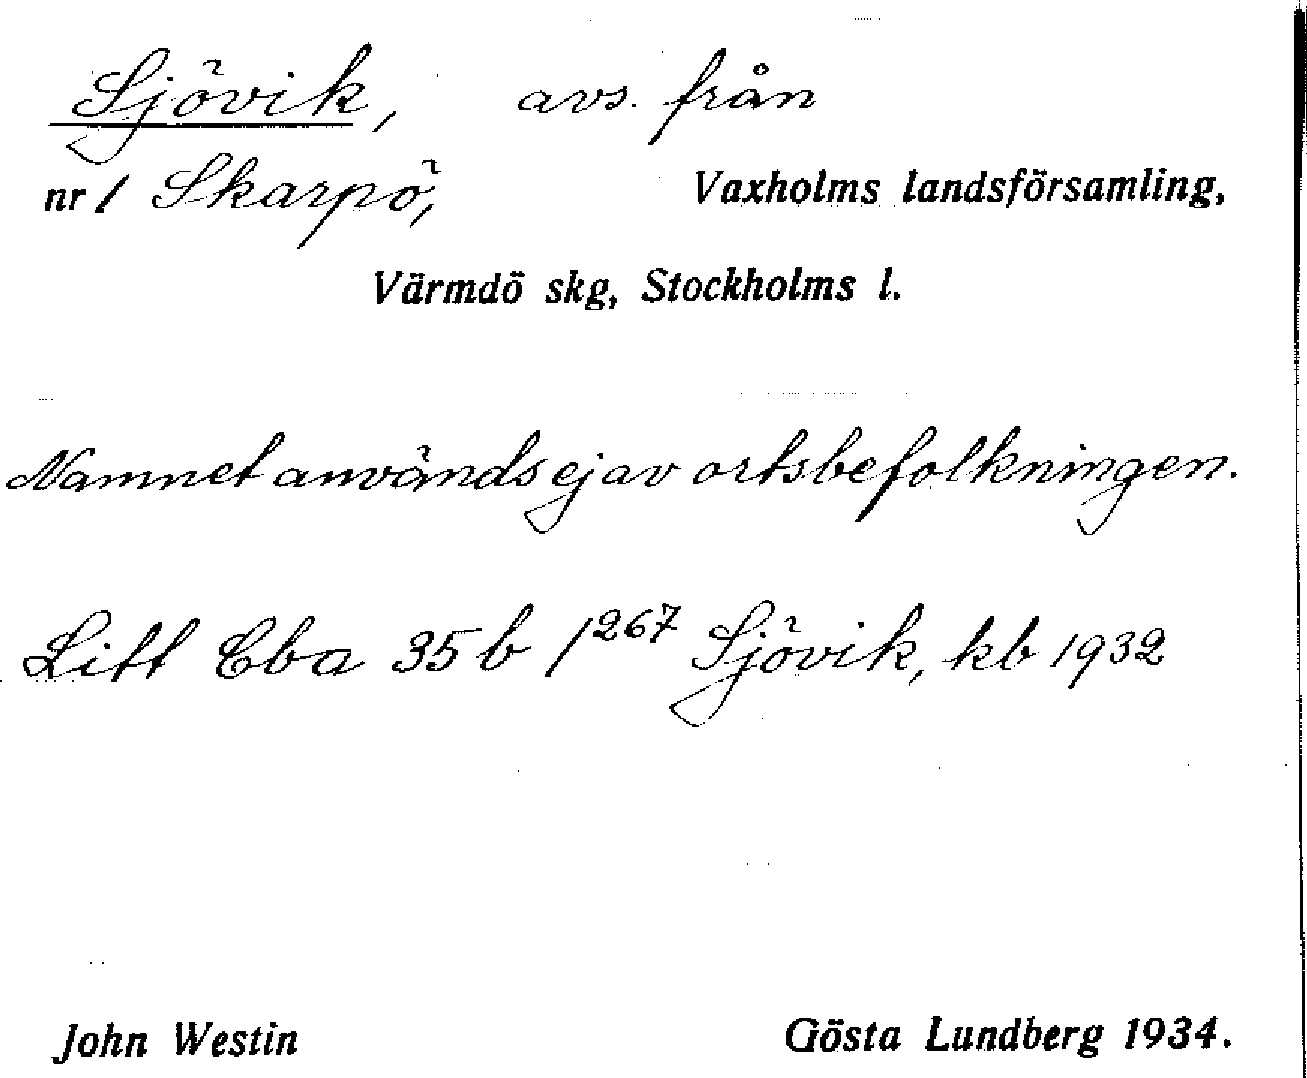 Sjövik, avs. från
nr 1 Skarpö, Vaxholms landsförsamling,
Värmdö skg, Stockholms l.
Namnet användes ej av ortsbefolkningen.
Litt Cba 35 b 1267 Sjövik, kb 1932
John Westin Gösta Lundberg 1934.